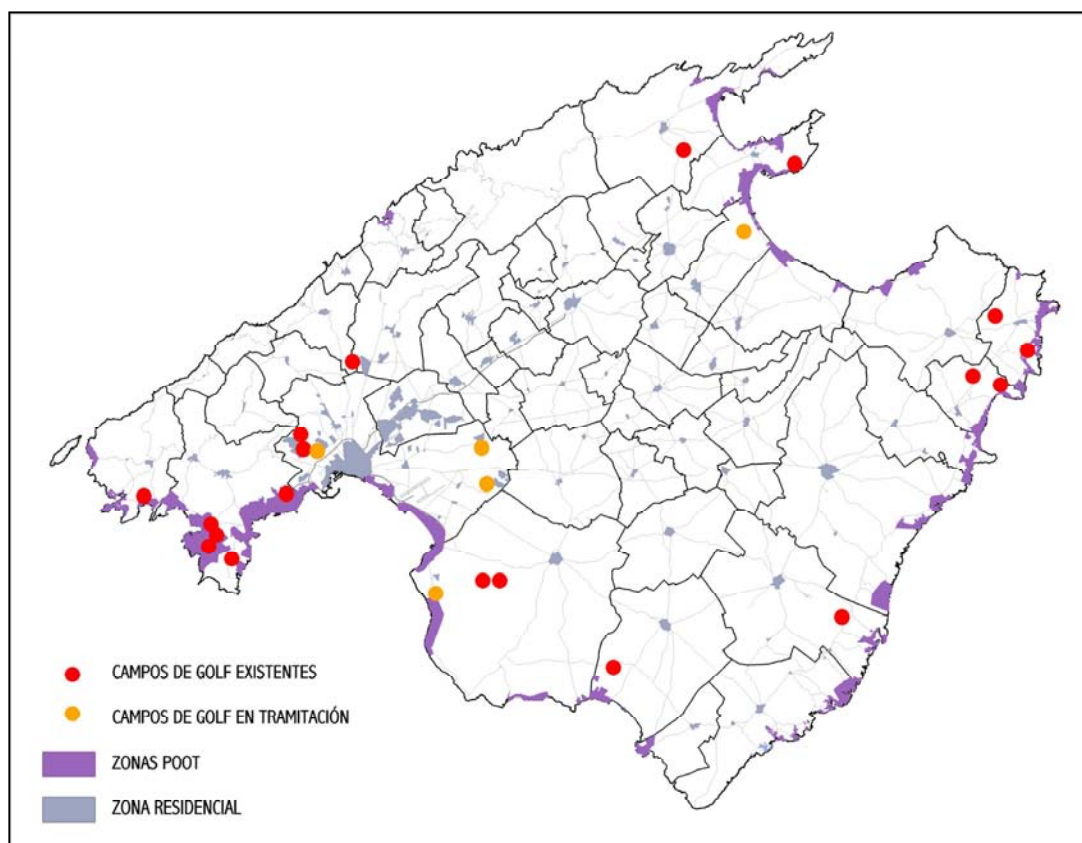 CAMPOS DE GOLF EXISTENTES
CAMPOS DE GOLF EN TRAMITACIÓN
ZONAS POOT
ZONA RESIDENCIAL